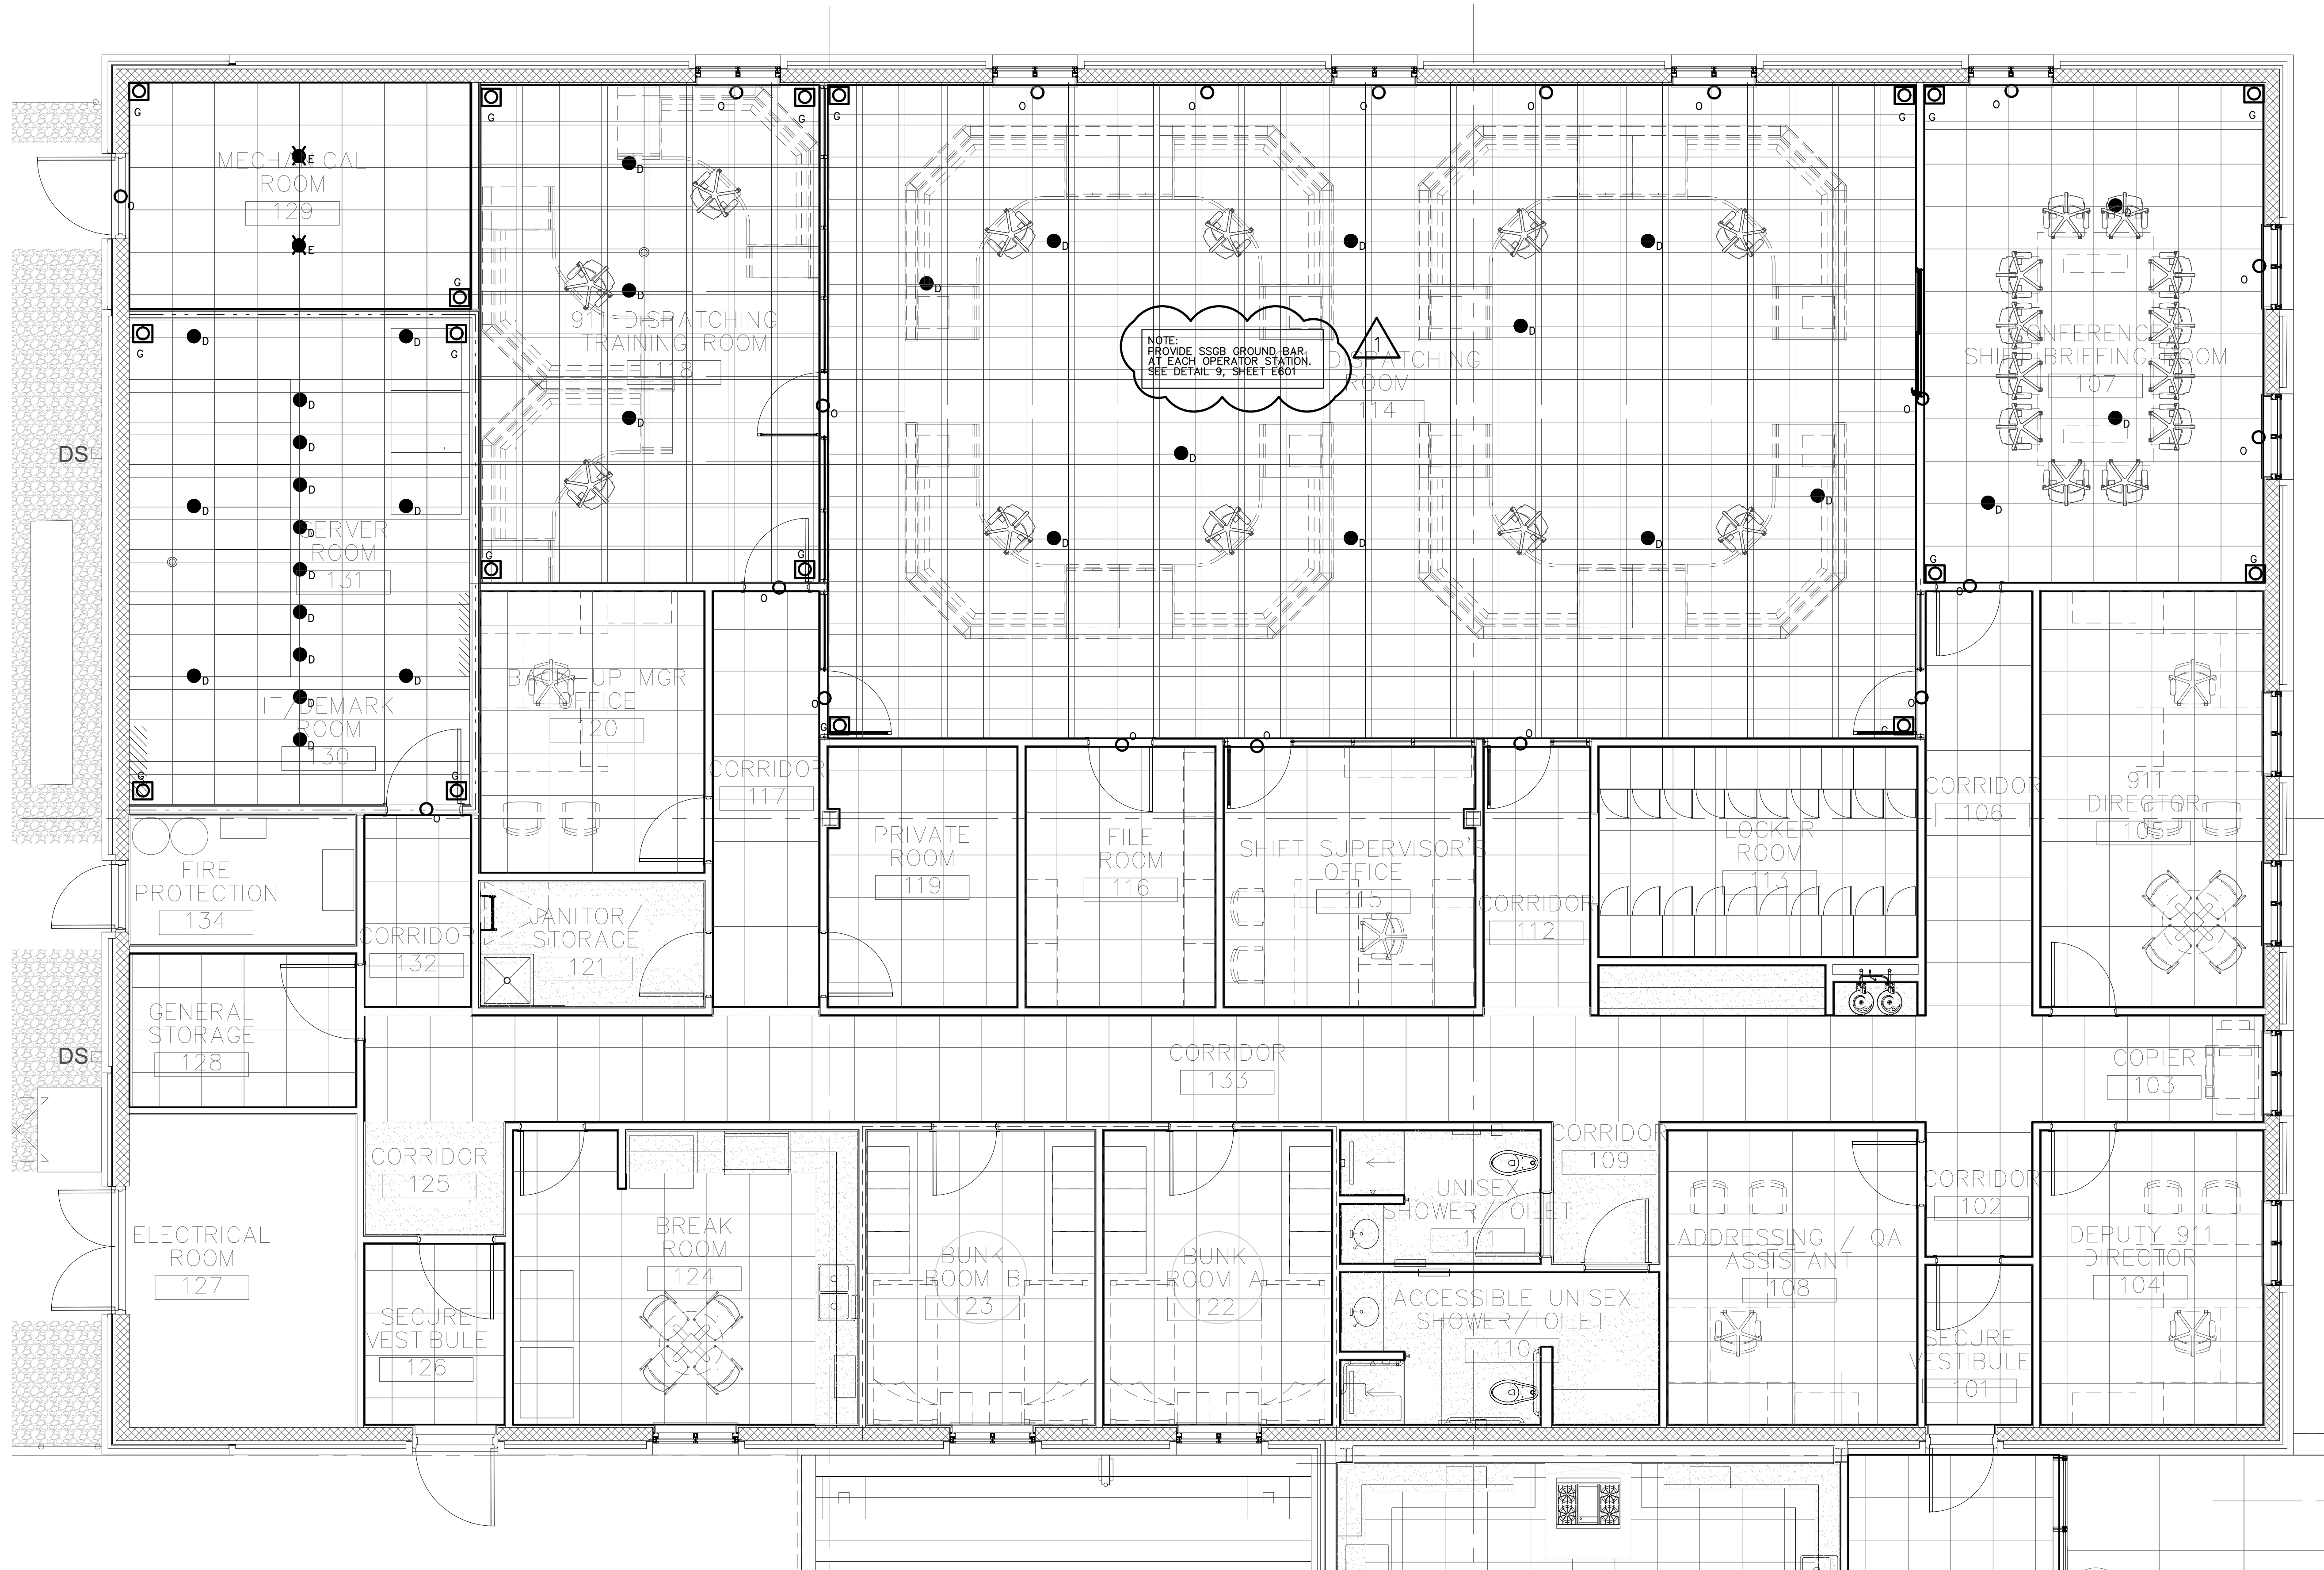 MECHANICAL
ROOM
129
911 DISPATCHING
TRAINING ROOM
118
NOTE:
PROVIDE SSGB GROUND BAR
AT EACH OPERATOR STATION.
SEE DETAIL 9, SHEET E601
1
DISPATCHING
ROOM
114
CONFERENCE
SHIFT BRIEFING ROOM
107
DS
SERVER
ROOM
131
IT/DEMARK
ROOM
130
BACK UP MGR
OFFICE
120
CORRIDOR
117
PRIVATE
ROOM
119
FILE
ROOM
116
SHIFT SUPERVISOR'S
OFFICE
115
CORRIDOR
112
LOCKER
ROOM
113
CORRIDOR
106
911
DIRECTOR
105
FIRE
PROTECTION
134
CORRIDOR
132
JANITOR/
STORAGE
121
GENERAL
STORAGE
128
DS
CORRIDOR
133
COPIER
103
ELECTRICAL
ROOM
127
CORRIDOR
125
SECURE
VESTIBULE
126
BREAK
ROOM
124
BUNK
ROOM B
123
BUNK
ROOM A
122
UNISEX
SHOWER/TOILET
111
ACCESSIBLE UNISEX
SHOWER/TOILET
110
CORRIDOR
109
ADDRESSING / QA
ASSISTANT
108
CORRIDOR
102
SECURE
VESTIBULE
101
DEPUTY 911
DIRECTOR
104